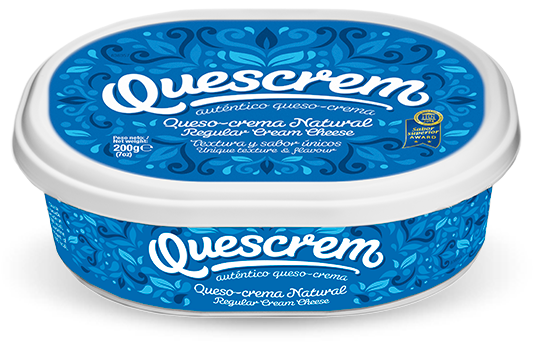 Quescrem
auténtico queso-crema
Queso-crema Natural
Regular Cream Cheese
Textura y sabor únicos
Unique texture & flavour
Peso neto: /
Net weight:
200g℮
(7oz)
Sabor
superior
AWARD
Quescrem
auténtico queso-crema
Queso-crema Natural
Regular Cream Cheese